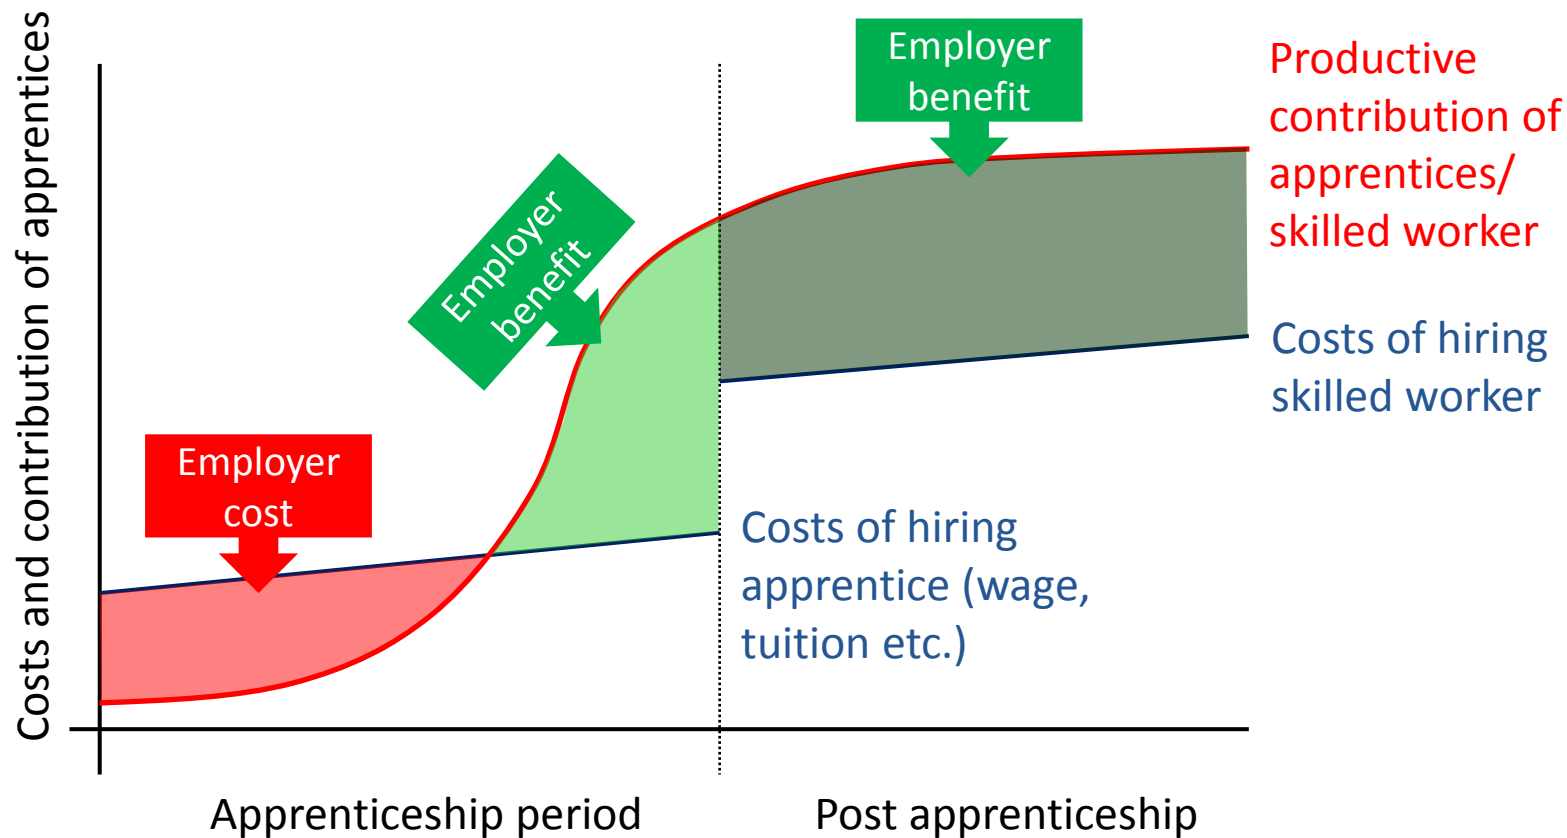 Costs and contribution of apprentices
Employer
cost
Employer
benefit
Employer
benefit
Productive
contribution of
apprentices/
skilled worker
Costs of hiring
skilled worker
Costs of hiring
apprentice (wage,
tuition etc.)
Apprenticeship period
Post apprenticeship